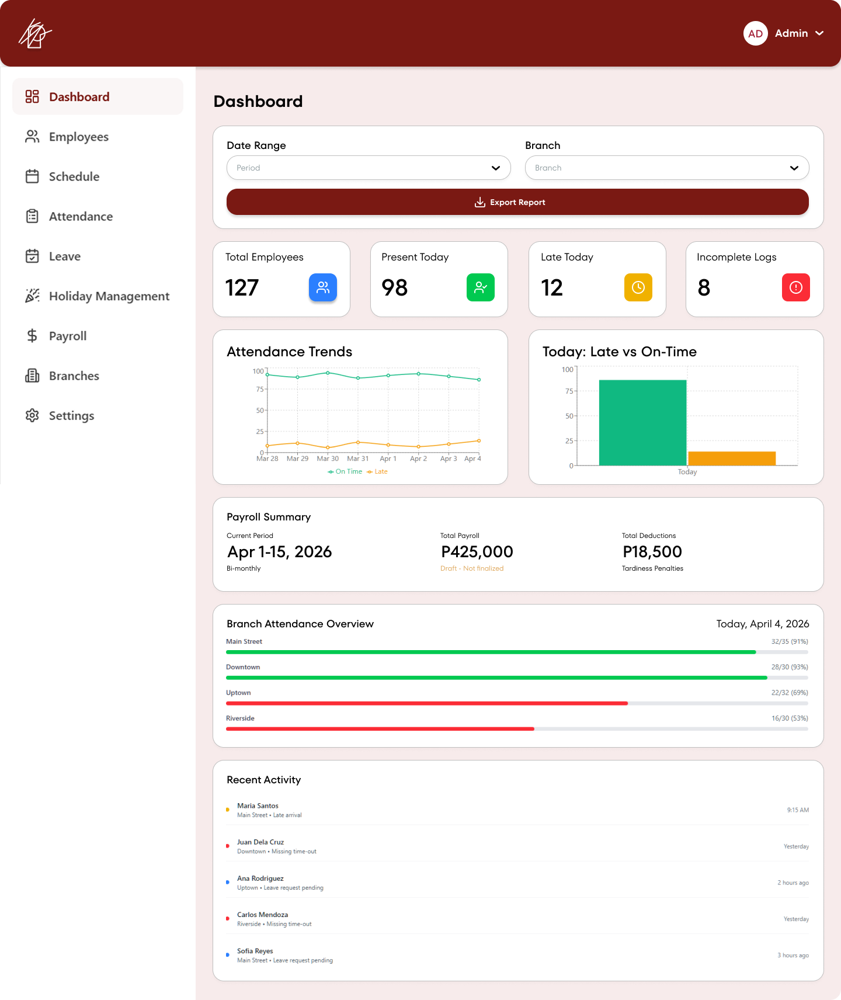 AD
Admin
Dashboard
Employees
Schedule
Attendance
Leave
Holiday Management
Payroll
Branches
Settings
Dashboard
Date Range
Period
Branch
Branch
Export Report
Total Employees
127
Present Today
98
Late Today
12
Incomplete Logs
8
Attendance Trends
100
75
50
25
0
Mar 28 Mar 29 Mar 30 Mar 31 Apr 1 Apr 2 Apr 3 Apr 4
On Time Late
Today: Late vs On-Time
100
75
50
25
0
Today
Payroll Summary
Current Period
Apr 1-15, 2026
Bi-monthly
Total Payroll
P425,000
Draft - Not finalized
Total Deductions
P18,500
Tardiness Penalties
Branch Attendance Overview
Today, April 4, 2026
Main Street 32/35 (91%)
Downtown 28/30 (93%)
Uptown 22/32 (69%)
Riverside 16/30 (53%)
Recent Activity
Maria Santos
Main Street • Late arrival
9:15 AM
Juan Dela Cruz
Downtown • Missing time-out
Yesterday
Ana Rodriguez
Uptown • Leave request pending
2 hours ago
Carlos Mendoza
Riverside • Missing time-out
Yesterday
Sofia Reyes
Main Street • Leave request pending
3 hours ago